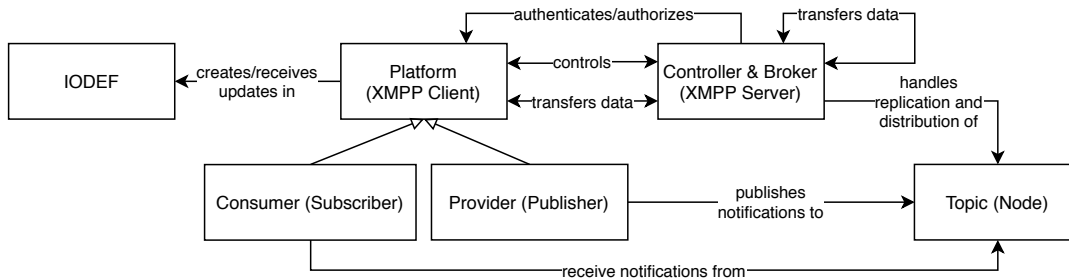 authenticates/authorizes
transfers data
IODEF
creates/receives
updates in
Platform
(XMPP Client)
controls
transfers data
Controller & Broker
(XMPP Server)
handles
replication and
distribution of
Consumer (Subscriber)
Provider (Publisher)
publishes
notifications to
Topic (Node)
receive notifications from